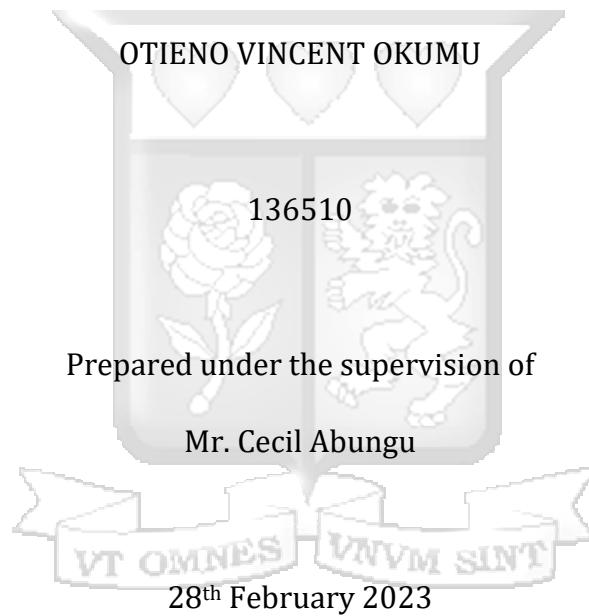 OTIENO VINCENT OKUMU
136510
Prepared under the supervision of
Mr. Cecil Abungu
VT OMNES VNVM SINT
28th February 2023